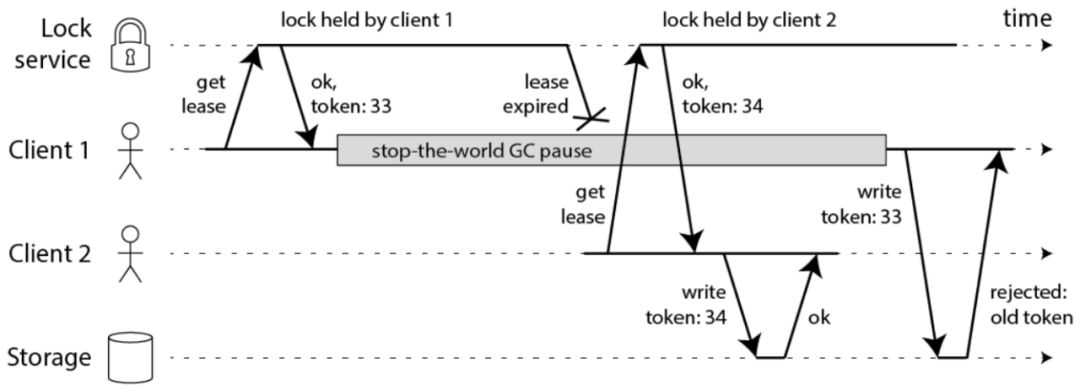 Lock
service
lock held by client 1
lock held by client 2
time
get
lease
ok,
token: 33
lease
expired
ok,
token: 34
Client 1
stop-the-world GC pause
get
lease
write
token: 33
Client 2
write
token: 34
ok
rejected:
old token
Storage